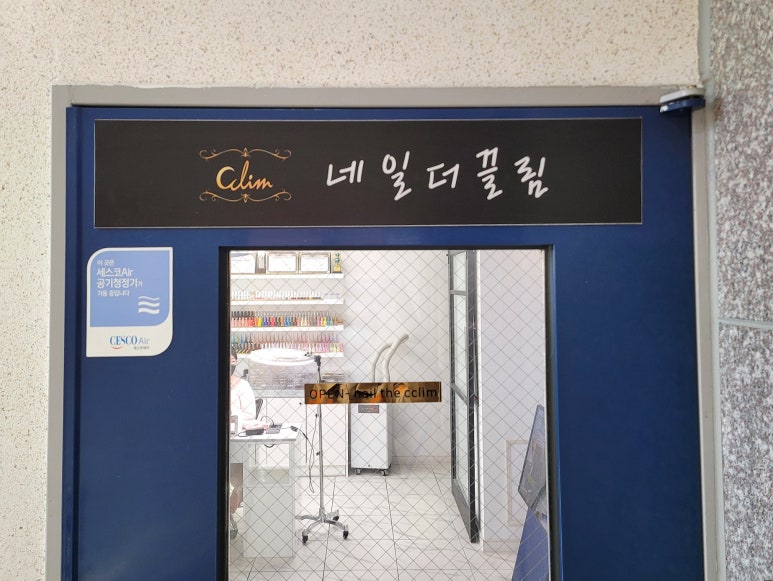 Cclim 네일더끌림
이 곳은
세스코Air
공기청정기가
가동 중입니다
CESCO Air
OPEN- nail the cclim